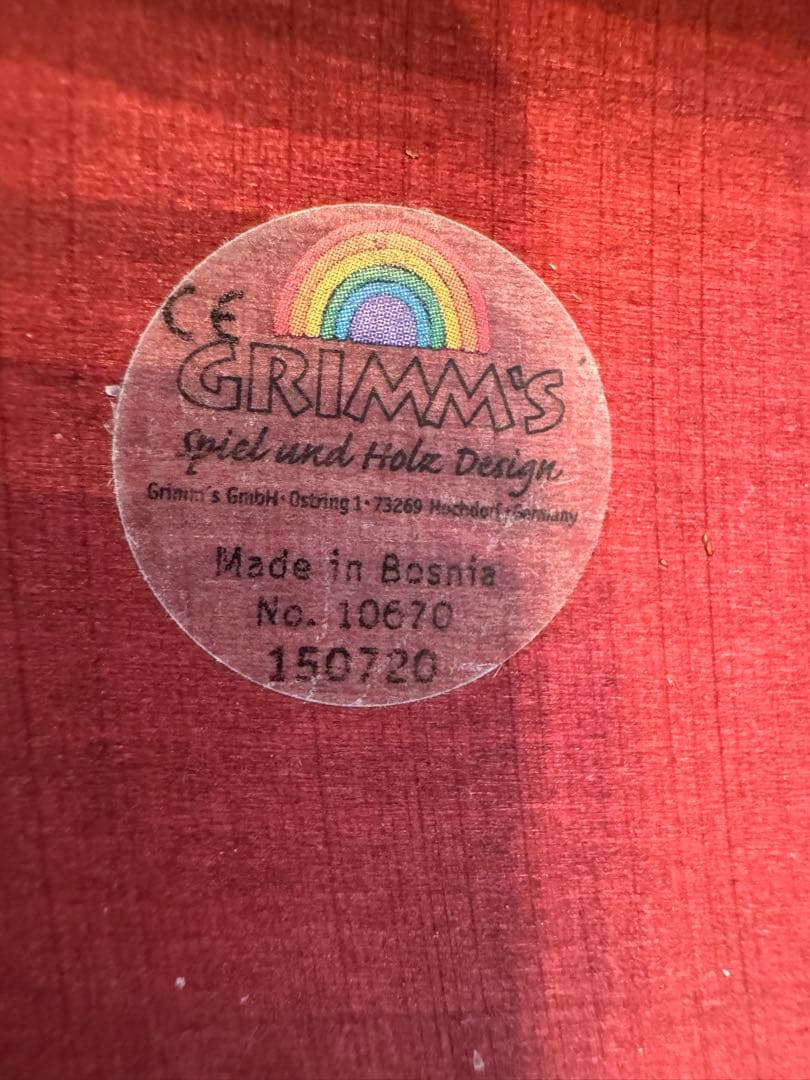 CE
GRIMM'S
Spiel und Holz Design
Grimm's GmbH · Ostring 1 · 73269 Hochdorf · Germany
Made in Bosnia
No. 10670
150720